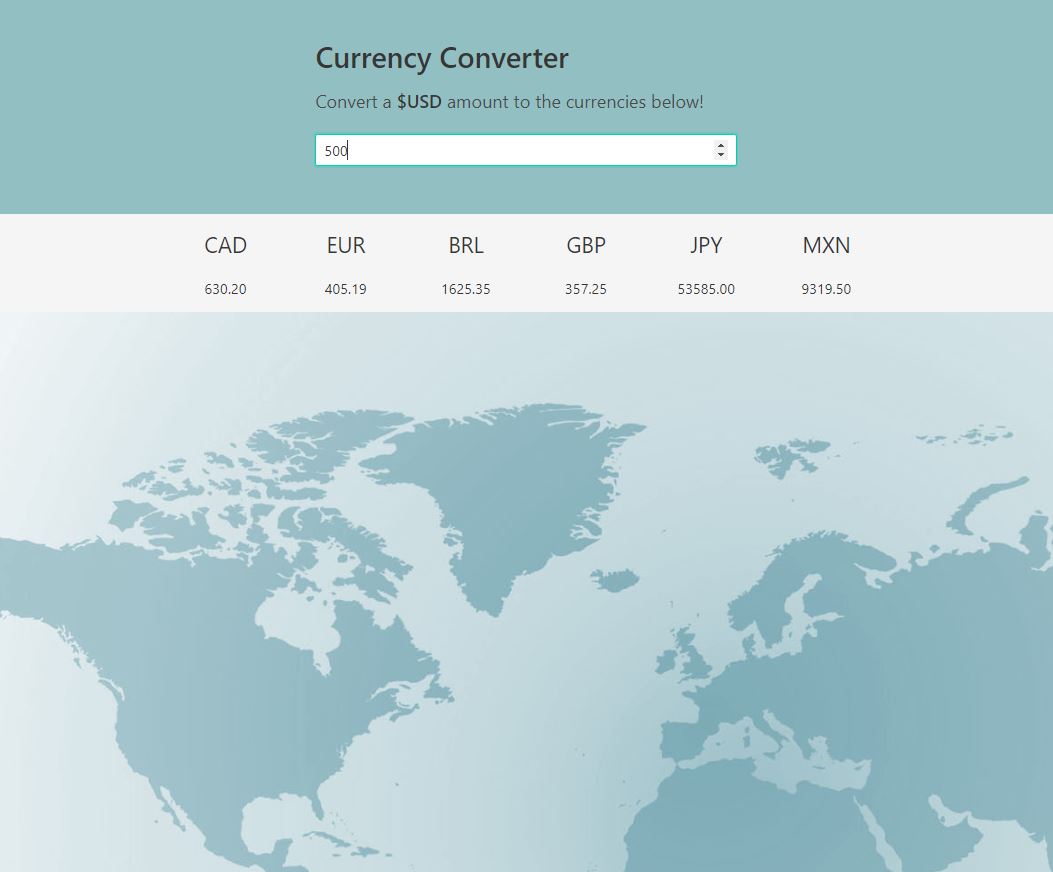 Currency Converter
Convert a $USD amount to the currencies below!
500
CAD EUR BRL GBP JPY MXN
630.20 405.19 1625.35 357.25 53585.00 9319.50